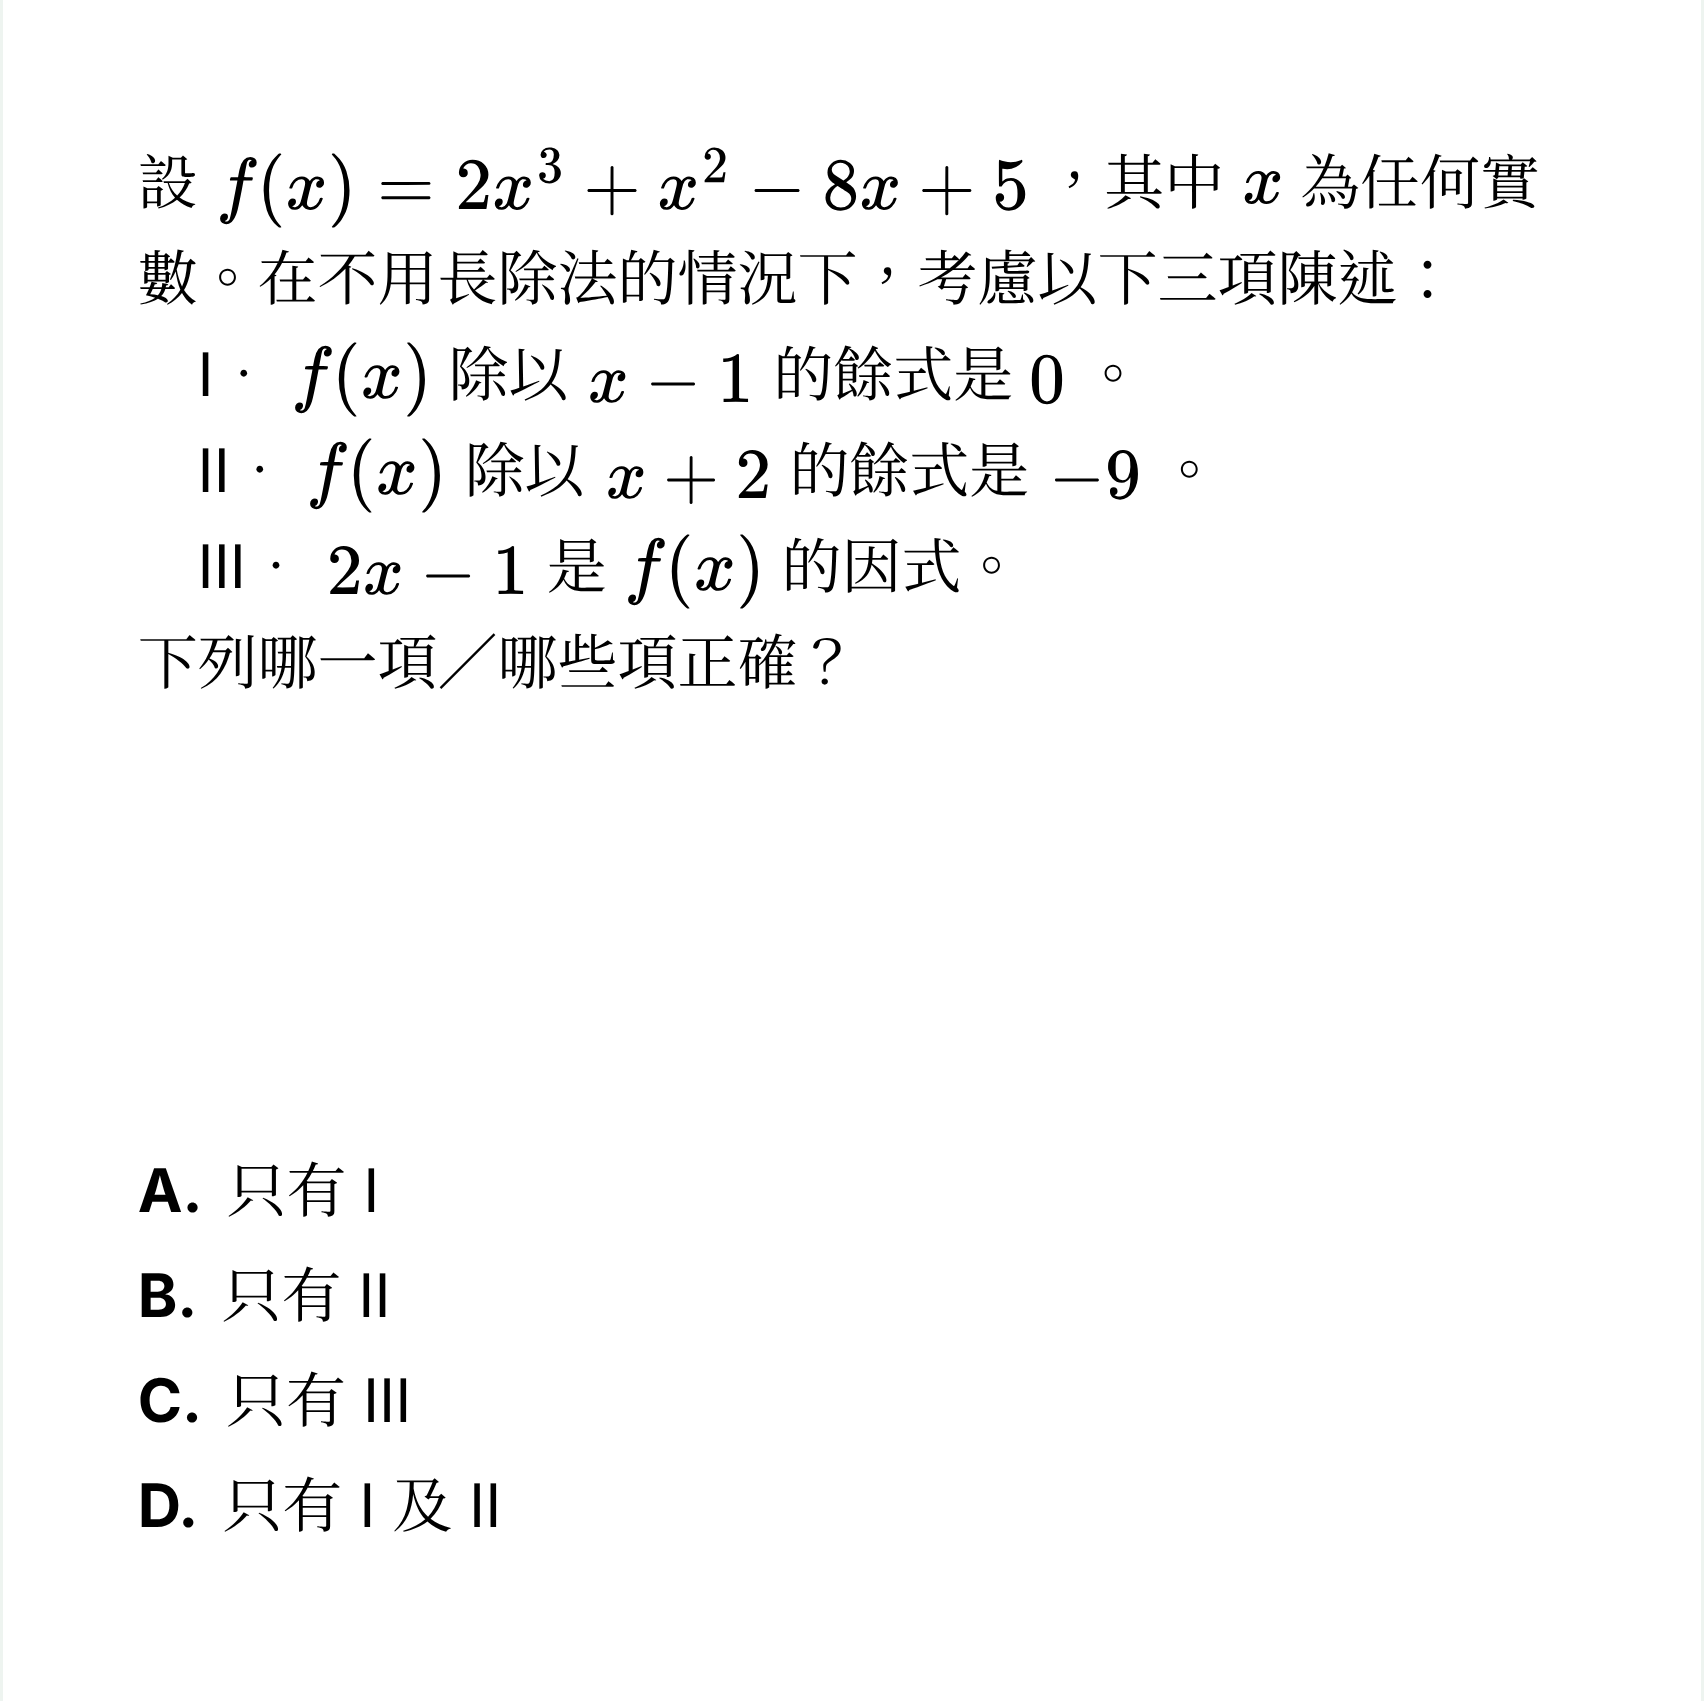 設 f(x) = 2x³ + x² − 8x + 5 ，其中 x 為任何實
數。在不用長除法的情況下，考慮以下三項陳述：
I． f(x) 除以 x − 1 的餘式是 0 。
II． f(x) 除以 x + 2 的餘式是 −9 。
III． 2x − 1 是 f(x) 的因式。
下列哪一項／哪些項正確？
A. 只有 I
B. 只有 II
C. 只有 III
D. 只有 I 及 II